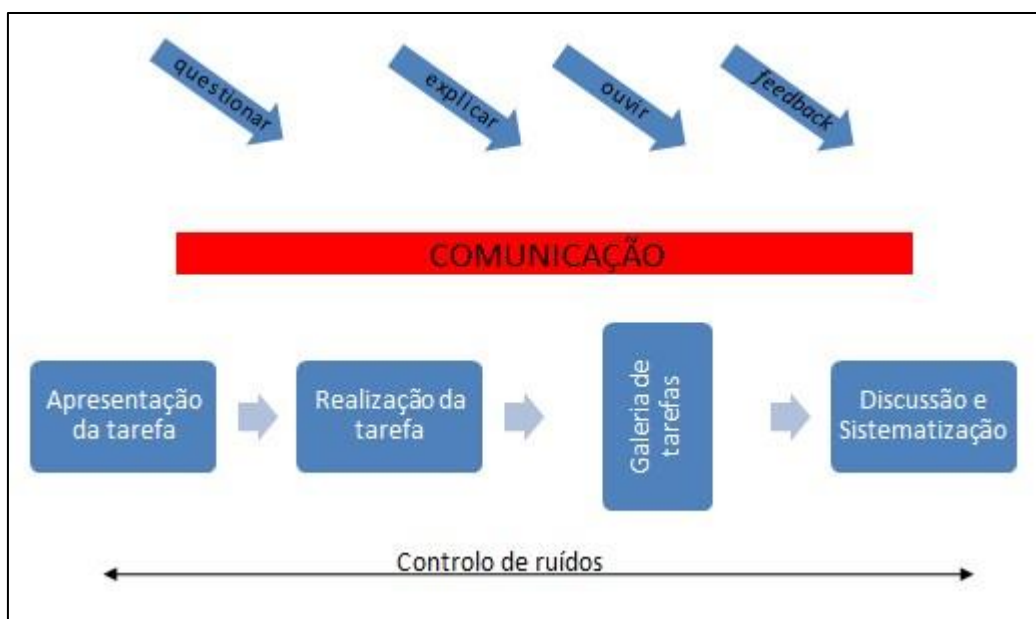 questionar
explicar
ouvir
feedback
COMUNICAÇÃO
Apresentação
da tarefa
Realização da
tarefa
Galeria de
tarefas
Discussão e
Sistematização
Controlo de ruídos